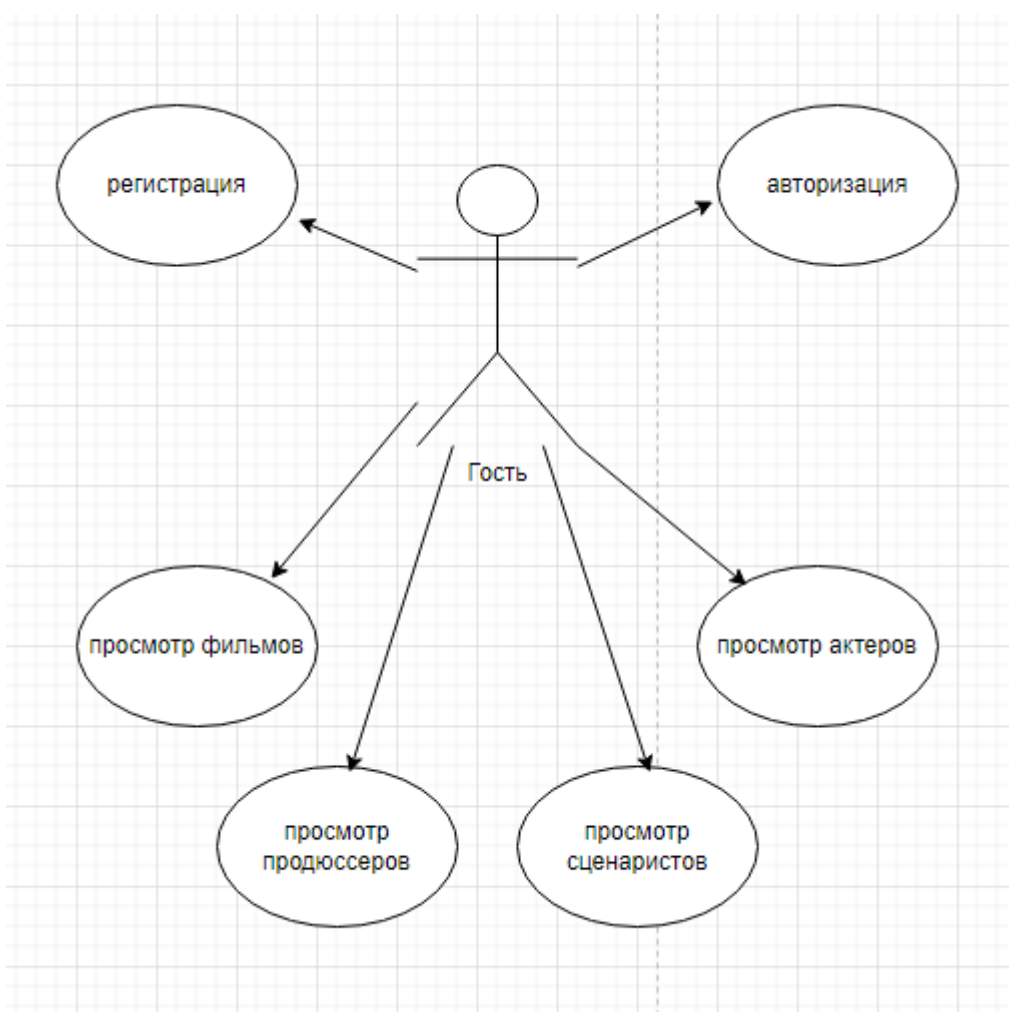 регистрация
авторизация
Гость
просмотр фильмов
просмотр актеров
просмотр
продюссеров
просмотр
сценаристов